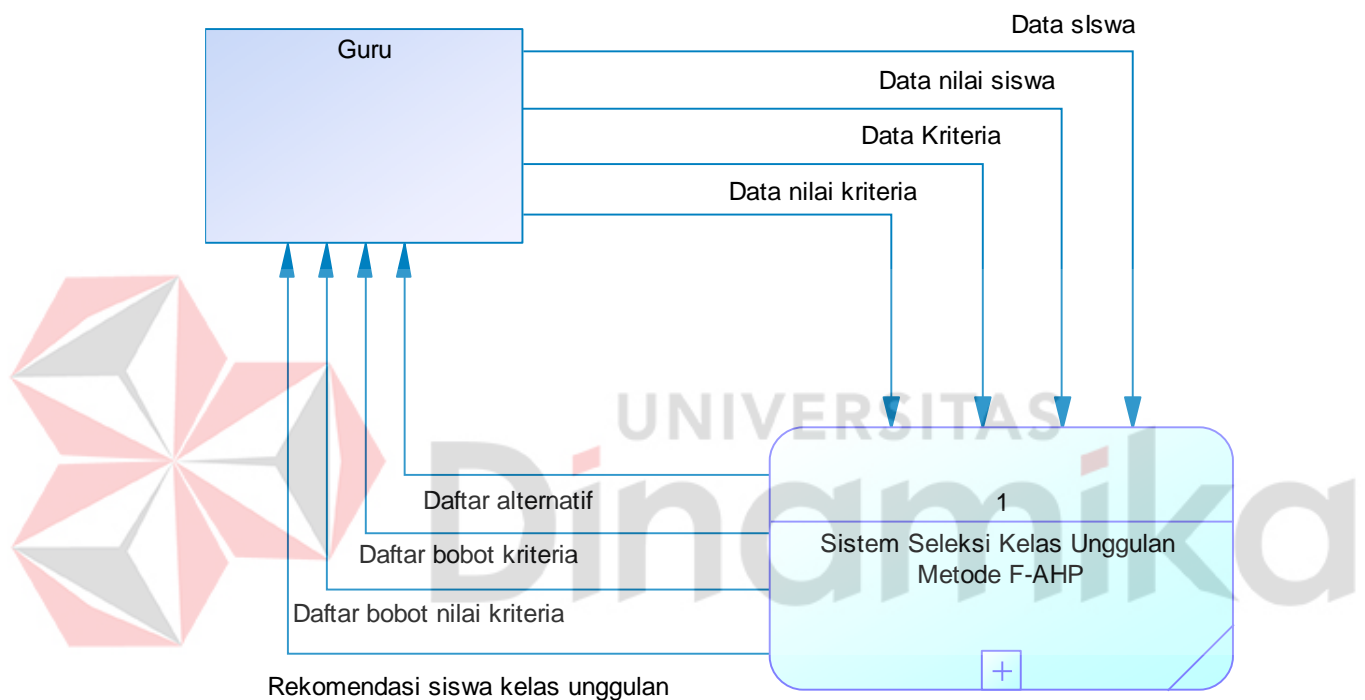 Data sIswa
Guru
Data nilai siswa
Data Kriteria
Data nilai kriteria
UNIVERSITAS
Dinamika
Daftar alternatif
1
Sistem Seleksi Kelas Unggulan
Metode F-AHP
Daftar bobot kriteria
Daftar bobot nilai kriteria
Rekomendasi siswa kelas unggulan